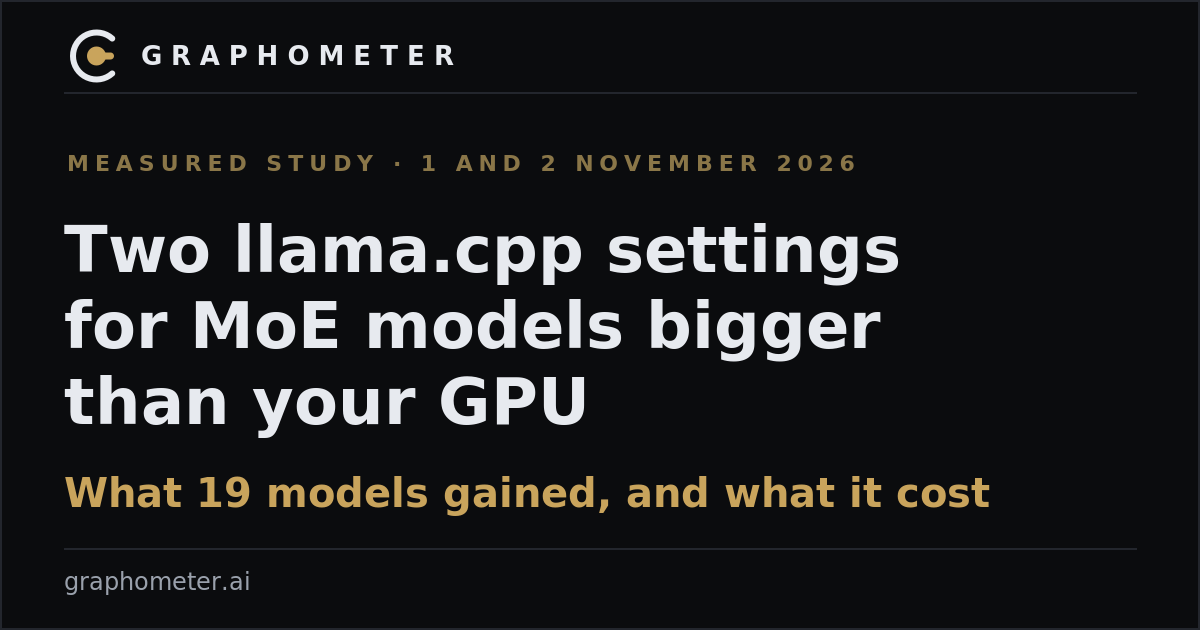 GRAPHOMETER
MEASURED STUDY · 1 AND 2 NOVEMBER 2026
Two llama.cpp settings
for MoE models bigger
than your GPU
What 19 models gained, and what it cost
graphometer.ai